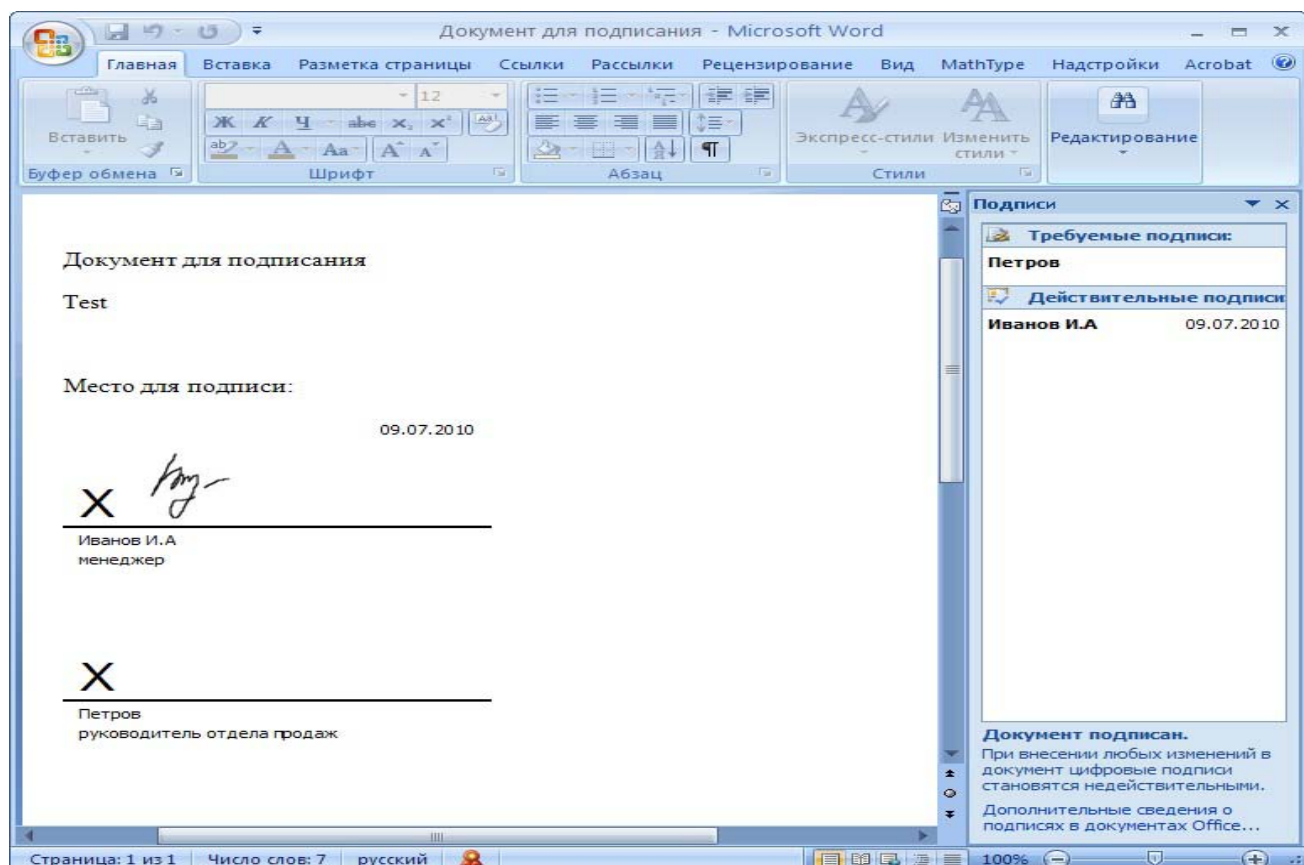 Документ для подписания - Microsoft Word
Главная Вставка Разметка страницы Ссылки Рассылки Рецензирование Вид MathType Надстройки Acrobat
Вставить
12
Ж К Ч abc x₂ x²
Aa
Экспресс-стили
Изменить
стили
Редактирование
Буфер обмена Шрифт Абзац Стили
Документ для подписания
Test
Место для подписи:
09.07.2010
X
Иванов И.А
менеджер
X
Петров
руководитель отдела продаж
Подписи
Требуемые подписи:
Петров
Действительные подписи
Иванов И.А 09.07.2010
Документ подписан.
При внесении любых изменений в
документ цифровые подписи
становятся недействительными.
Дополнительные сведения о
подписях в документах Office...
Страница: 1 из 1 Число слов: 7 русский 100%